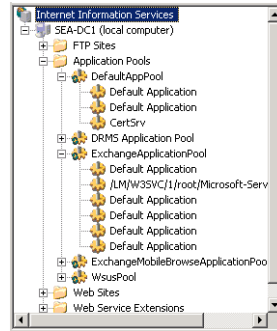 Internet Information Services
SEA-DC1 (local computer)
FTP Sites
Application Pools
DefaultAppPool
Default Application
Default Application
CertSrv
DRMS Application Pool
ExchangeApplicationPool
Default Application
/LM/W3SVC/1/root/Microsoft-Serv
Default Application
Default Application
Default Application
Default Application
ExchangeMobileBrowseApplicationPoo
WsusPool
Web Sites
Web Service Extensions